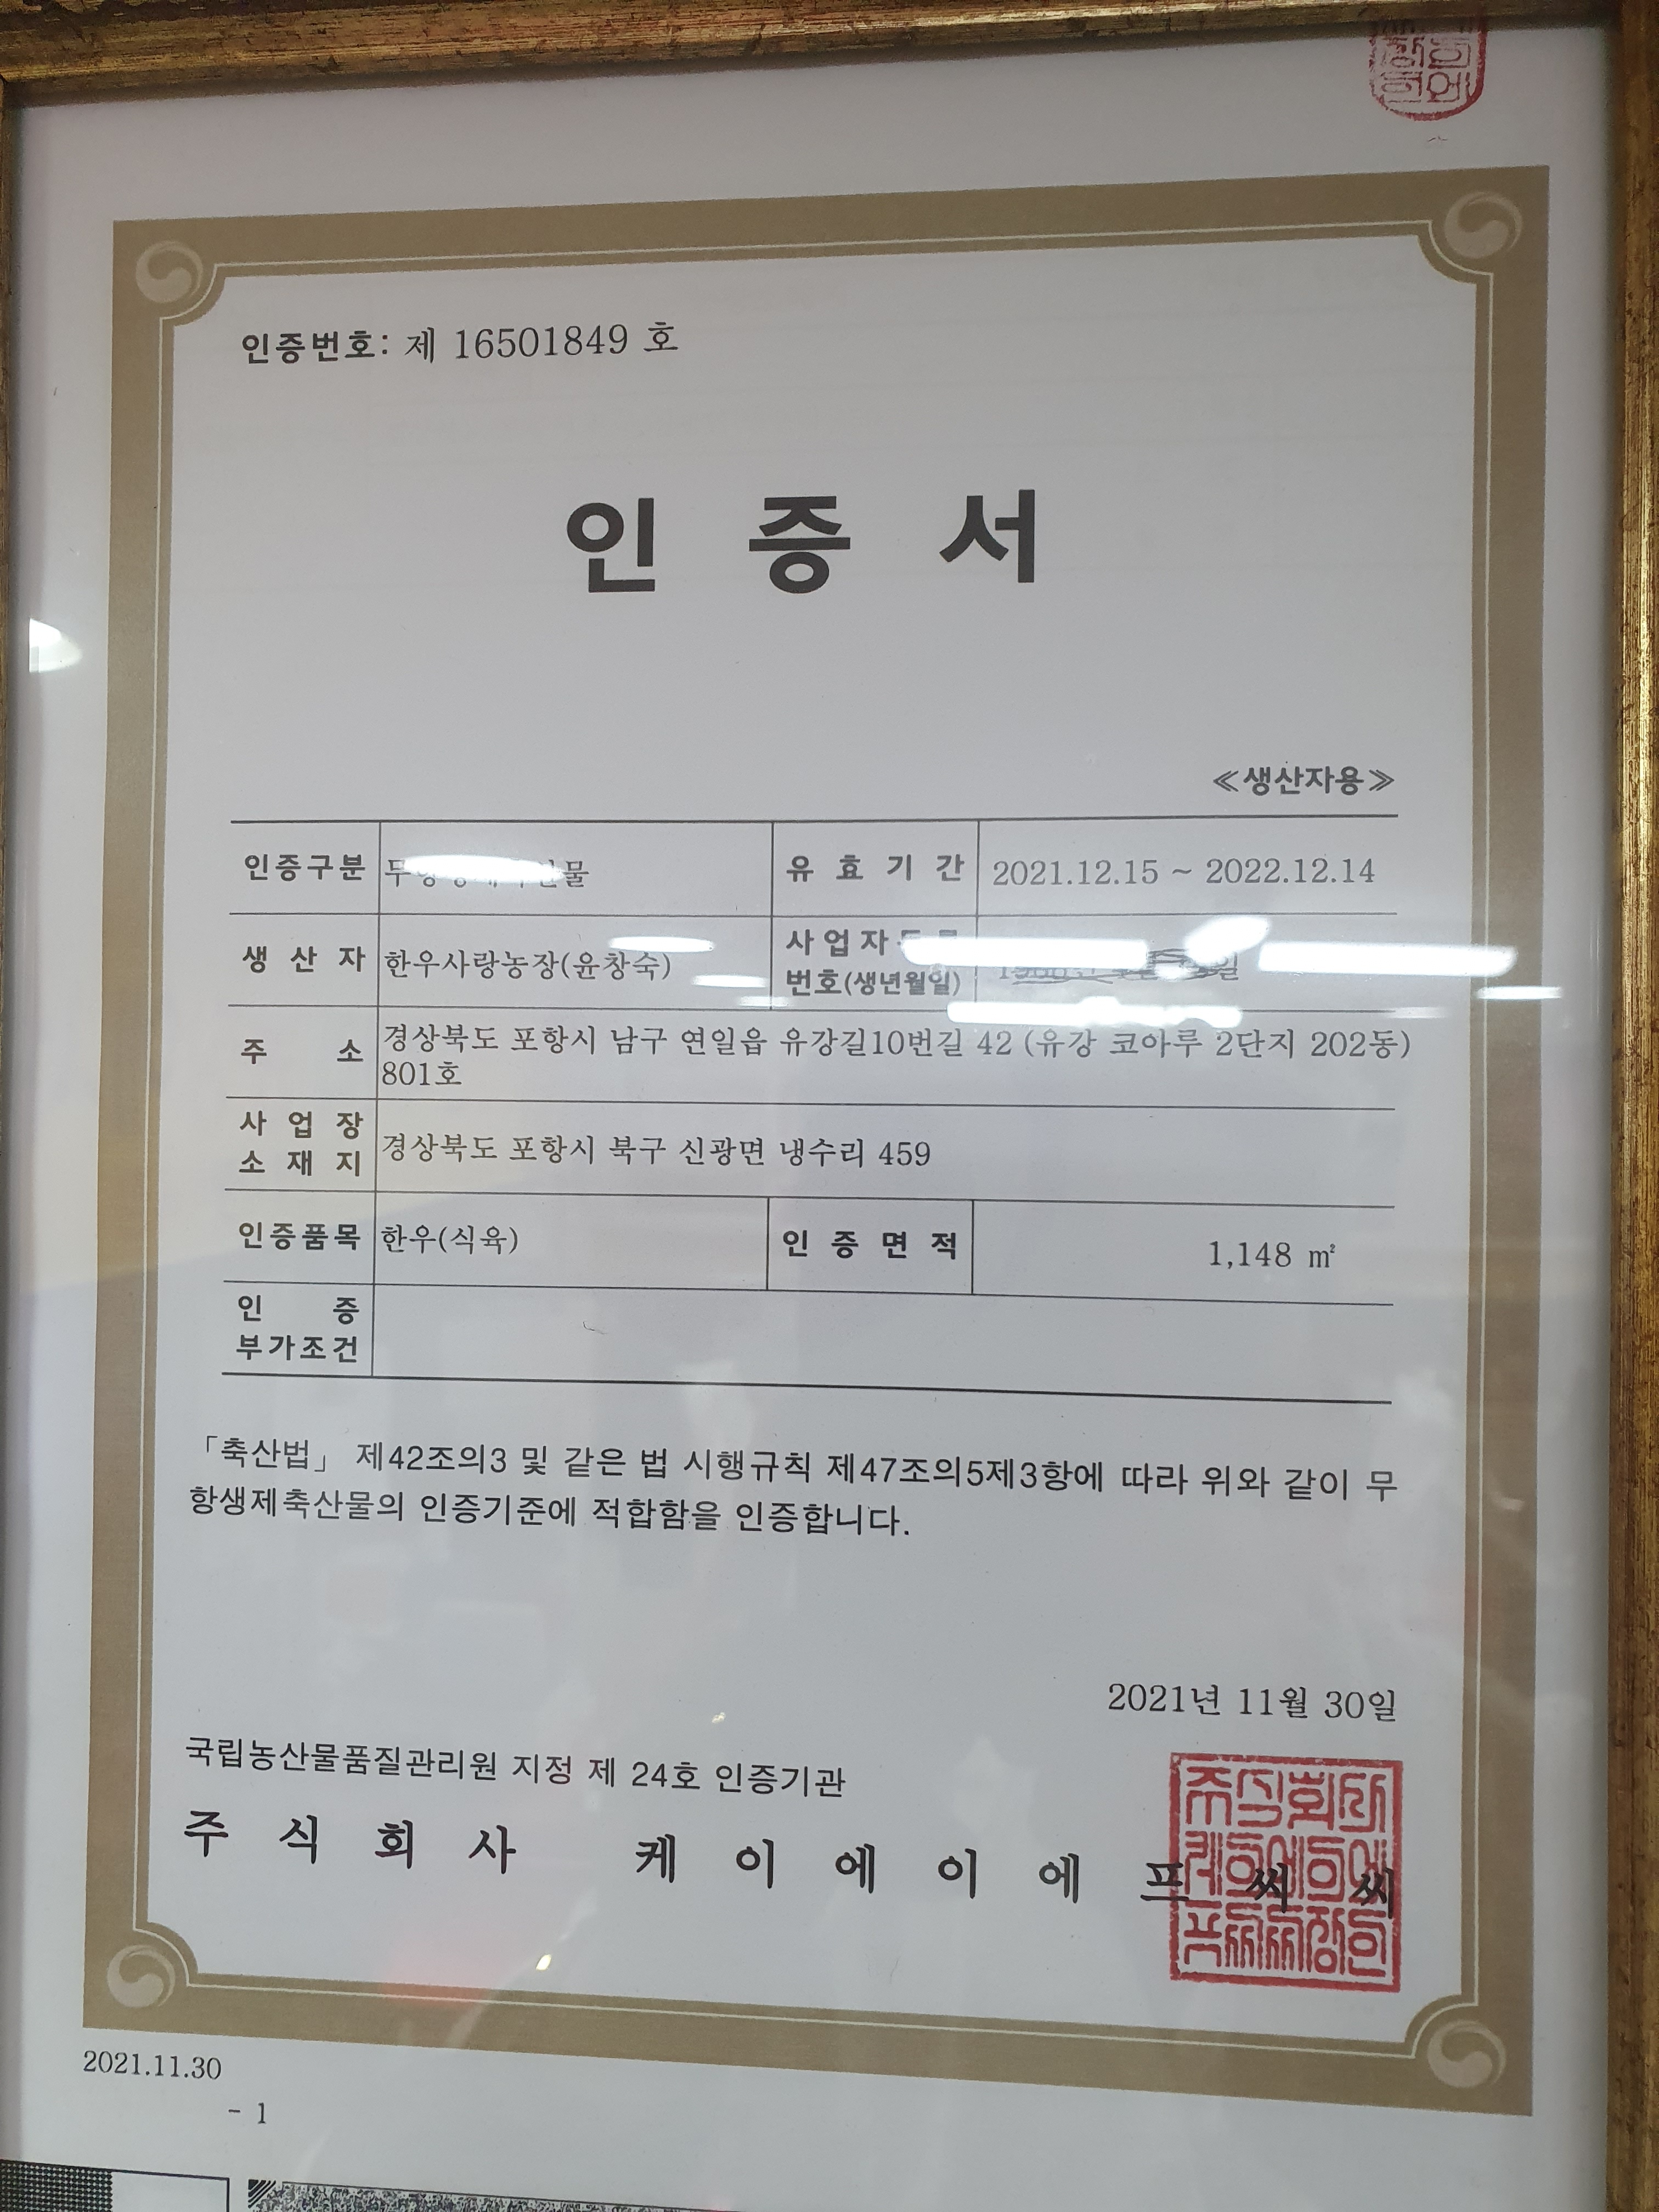 인증번호: 제 16501849 호
인 증 서
≪생산자용≫
인증구분 유 효 기 간 2021.12.15 ~ 2022.12.14
생 산 자 한우사랑농장(윤창숙) 번호(생년월일)
주 소 경상북도 포항시 남구 연일읍 유강길10번길 42 (유강 코아루 2단지 202동)
801호
사 업 장
소 재 지 경상북도 포항시 북구 신광면 냉수리 459
인증품목 한우(식육) 인 증 면 적 1,148 ㎡
인 증
부가조건
「축산법」 제42조의3 및 같은 법 시행규칙 제47조의5제3항에 따라 위와 같이 무
항생제축산물의 인증기준에 적합함을 인증합니다.
2021년 11월 30일
국립농산물품질관리원 지정 제 24호 인증기관
주 식 회 사 케 이 에 이 에 프 씨 씨
2021.11.30
- 1